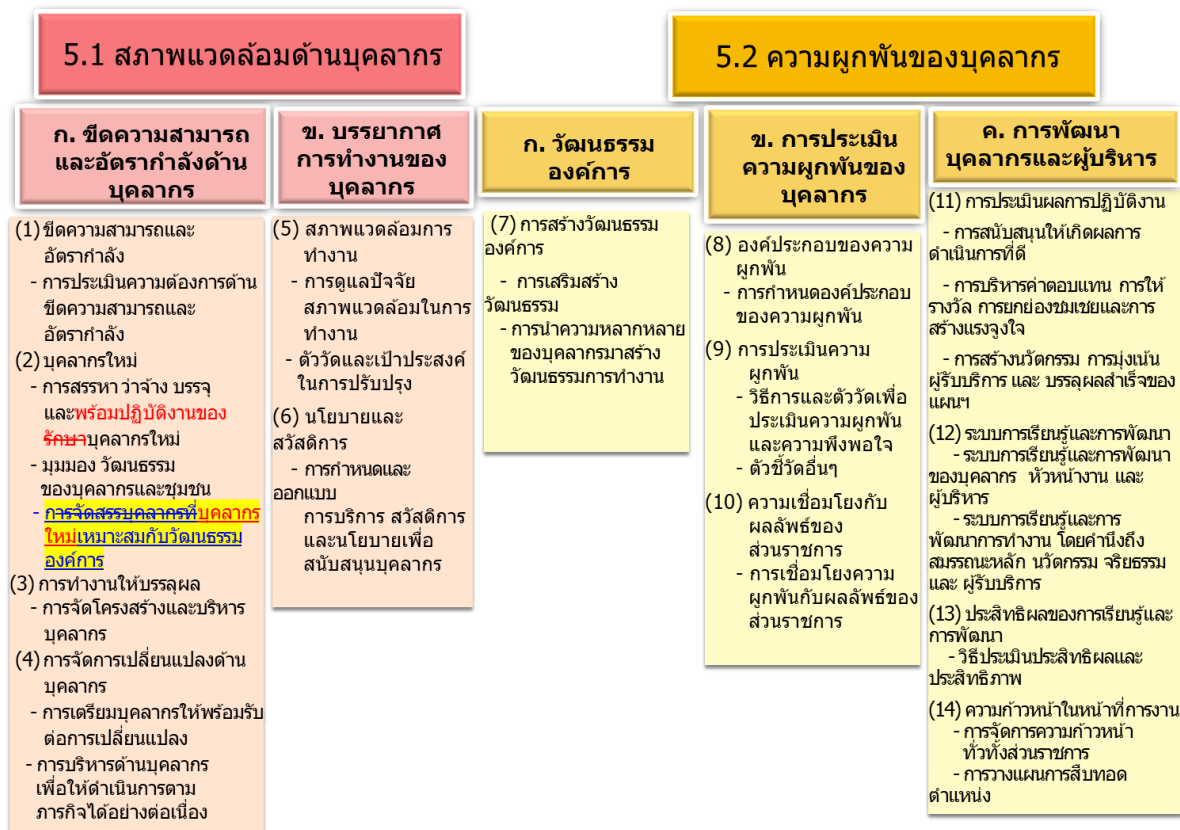 5.1 สภาพแวดล้อมด้านบุคลากร
ก. ขีดความสามารถ
และอัตรากำลังด้าน
บุคลากร
(1) ขีดความสามารถและ
อัตรากำลัง
- การประเมินความต้องการด้าน
ขีดความสามารถและ
อัตรากำลัง
(2) บุคลากรใหม่
- การสรรหา ว่าจ้าง บรรจุ
และพร้อมปฏิบัติงานของ
รักษาบุคลากรใหม่
- มุมมอง วัฒนธรรม
ของบุคลากรและชุมชน
- การจัดสรรบุคลากรที่บุคลากร
ใหม่เหมาะสมกับวัฒนธรรม
องค์การ
(3) การทำงานให้บรรลุผล
- การจัดโครงสร้างและบริหาร
บุคลากร
(4) การจัดการเปลี่ยนแปลงด้าน
บุคลากร
- การเตรียมบุคลากรให้พร้อมรับ
ต่อการเปลี่ยนแปลง
- การบริหารด้านบุคลากร
เพื่อให้ดำเนินการตาม
ภารกิจได้อย่างต่อเนื่อง
ข. บรรยากาศ
การทำงานของ
บุคลากร
(5) สภาพแวดล้อมการ
ทำงาน
- การดูแลปัจจัย
สภาพแวดล้อมในการ
ทำงาน
- ตัววัดและเป้าประสงค์
ในการปรับปรุง
(6) นโยบายและ
สวัสดิการ
- การกำหนดและ
ออกแบบ
การบริการ สวัสดิการ
และนโยบายเพื่อ
สนับสนุนบุคลากร
5.2 ความผูกพันของบุคลากร
ก. วัฒนธรรม
องค์การ
(7) การสร้างวัฒนธรรม
องค์การ
- การเสริมสร้าง
วัฒนธรรม
- การนำความหลากหลาย
ของบุคลากรมาสร้าง
วัฒนธรรมการทำงาน
ข. การประเมิน
ความผูกพันของ
บุคลากร
(8) องค์ประกอบของความ
ผูกพัน
- การกำหนดองค์ประกอบ
ของความผูกพัน
(9) การประเมินความ
ผูกพัน
- วิธีการและตัววัดเพื่อ
ประเมินความผูกพัน
และความพึงพอใจ
- ตัวชี้วัดอื่นๆ
(10) ความเชื่อมโยงกับ
ผลลัพธ์ของ
ส่วนราชการ
- การเชื่อมโยงความ
ผูกพันกับผลลัพธ์ของ
ส่วนราชการ
ค. การพัฒนา
บุคลากรและผู้บริหาร
(11) การประเมินผลการปฏิบัติงาน
- การสนับสนุนให้เกิดผลการ
ดำเนินการที่ดี
- การบริหารค่าตอบแทน การให้
รางวัล การยกย่องชมเชยและการ
สร้างแรงจูงใจ
- การสร้างนวัตกรรม การมุ่งเน้น
ผู้รับบริการ และ บรรลุผลสำเร็จของ
แผนฯ
(12) ระบบการเรียนรู้และการพัฒนา
- ระบบการเรียนรู้และการพัฒนา
ของบุคลากร หัวหน้างาน และ
ผู้บริหาร
- ระบบการเรียนรู้และการ
พัฒนาการทำงาน โดยคำนึงถึง
สมรรถนะหลัก นวัตกรรม จริยธรรม
และ ผู้รับบริการ
(13) ประสิทธิผลของการเรียนรู้และ
การพัฒนา
- วิธีประเมินประสิทธิผลและ
ประสิทธิภาพ
(14) ความก้าวหน้าในหน้าที่การงาน
- การจัดการความก้าวหน้า
ทั่วทั้งส่วนราชการ
- การวางแผนการสืบทอด
ตำแหน่ง